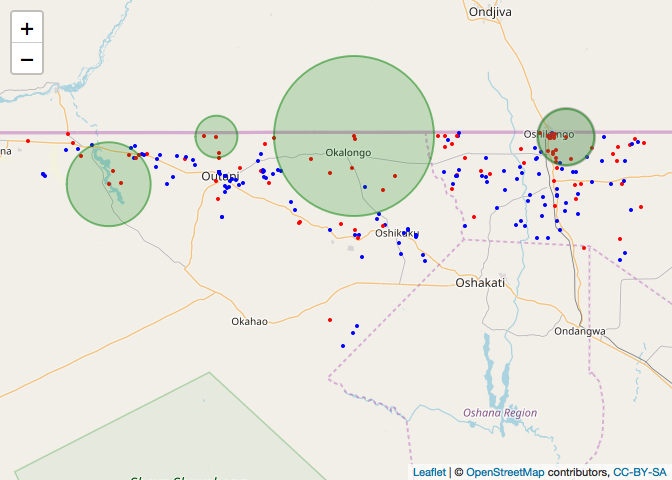 Ondjiva
+
−
Oshikango
na
Okalongo
Outapi
Oshikuku
Oshakati
Okahao
Ondangwa
Oshana Region
Leaflet | © OpenStreetMap contributors, CC-BY-SA